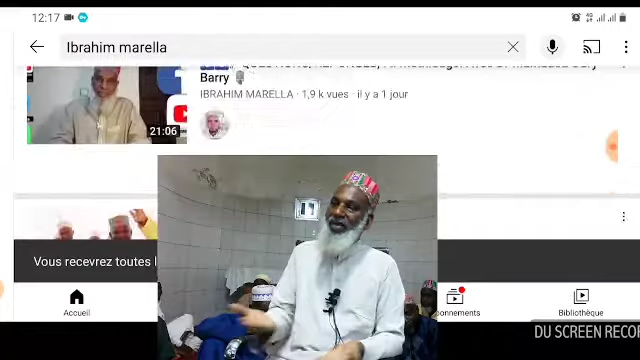 12:17
Ibrahim marella
Barry
IBRAHIM MARELLA · 1,9 k vues · il y a 1 jour
21:06
Vous recevrez toutes l
Accueil
onnements
Bibliothèque
DU SCREEN RECO